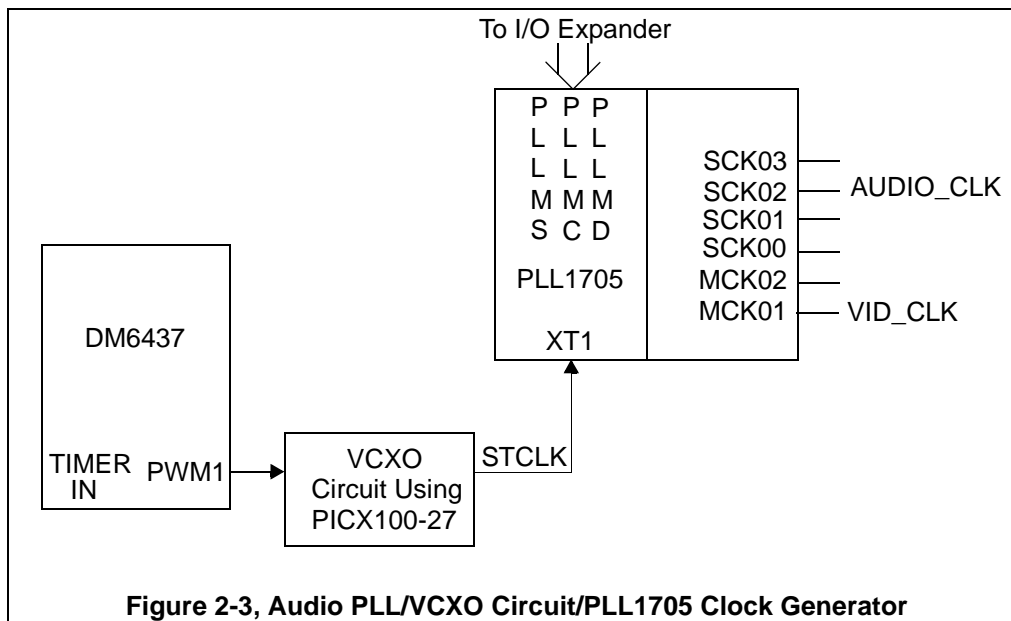 To I/O Expander
P P P
L L L
L L L
M M M
S C D
PLL1705
XT1
SCK03
SCK02
SCK01
SCK00
MCK02
MCK01
AUDIO_CLK
VID_CLK
DM6437
TIMER
IN
PWM1
VCXO
Circuit Using
PICX100-27
STCLK
Figure 2-3, Audio PLL/VCXO Circuit/PLL1705 Clock Generator